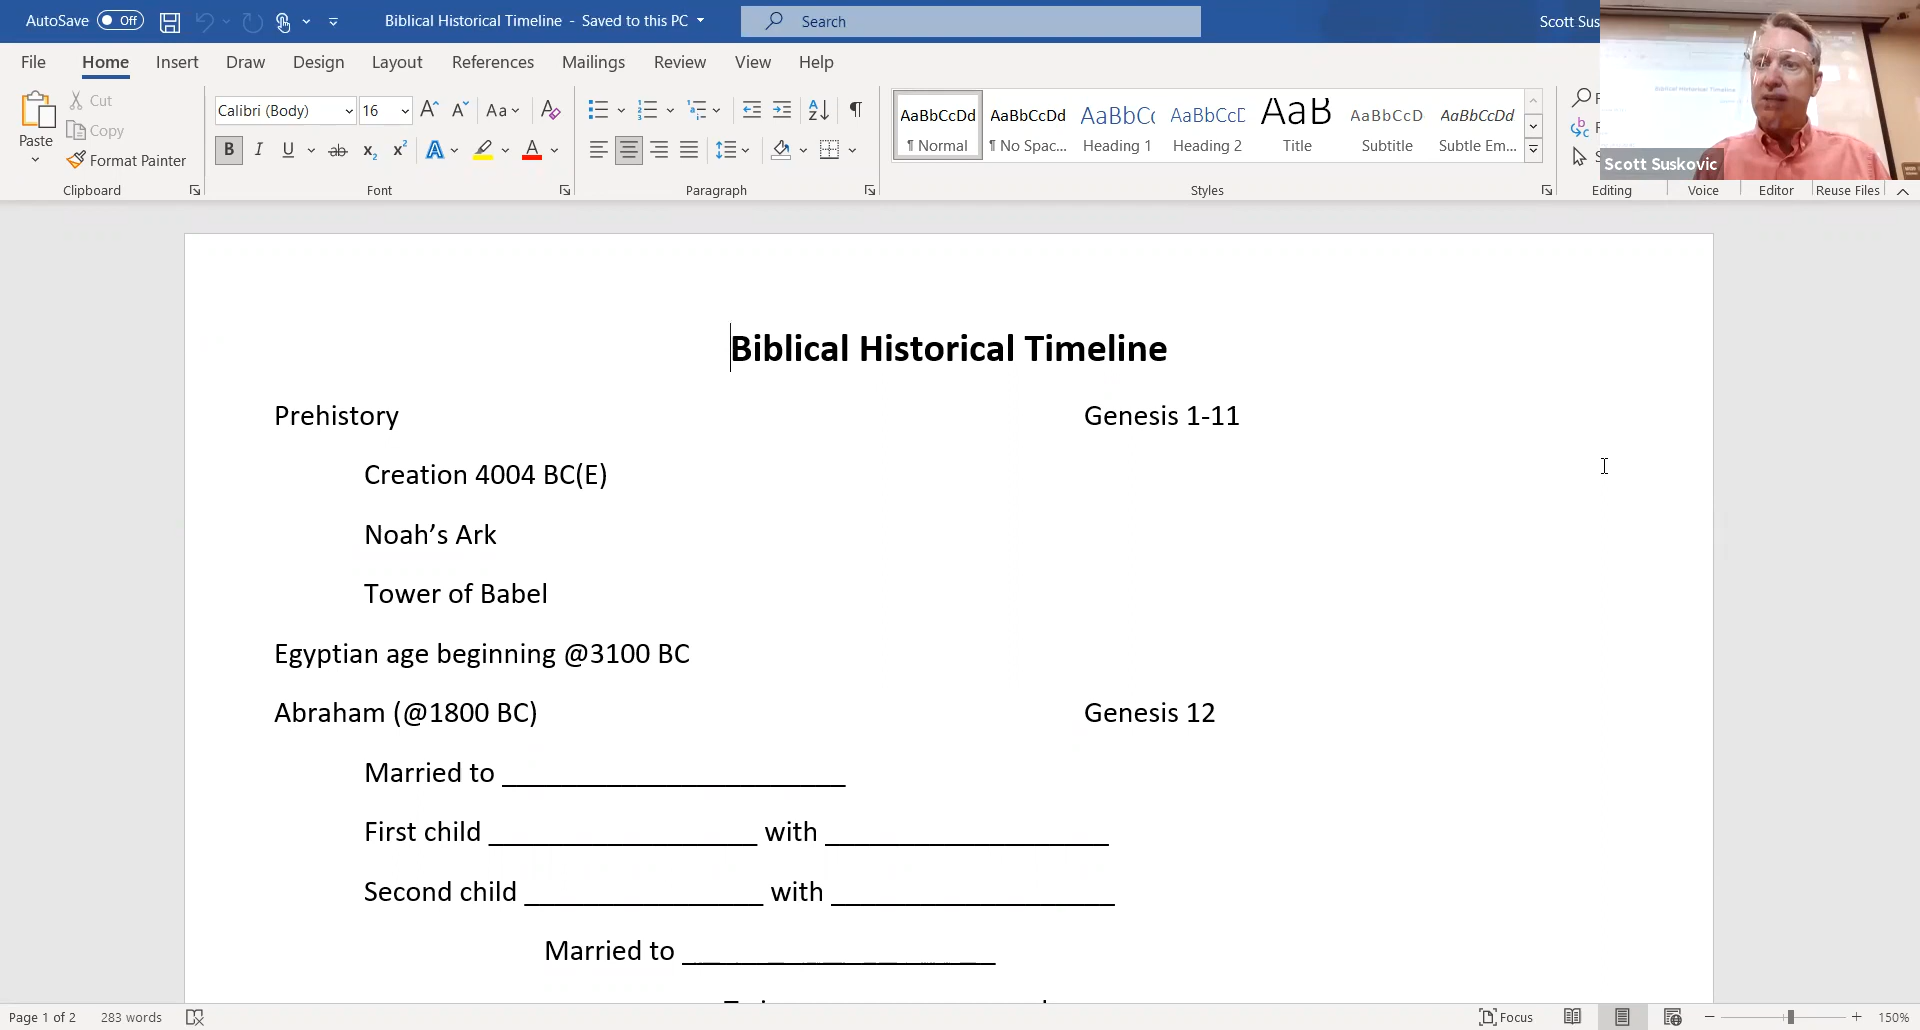 AutoSave Off Biblical Historical Timeline - Saved to this PC Search Scott Sus
File Home Insert Draw Design Layout References Mailings Review View Help
Paste Cut Copy Format Painter
Calibri (Body) 16
AaBbCcDd AaBbCcDd AaBbCc AaBbCcD AaB AaBbCcD AaBbCcDd
¶ Normal ¶ No Spac... Heading 1 Heading 2 Title Subtitle Subtle Em...
Scott Suskovic
Clipboard Font Paragraph Styles Editing Voice Editor Reuse Files
Biblical Historical Timeline
Prehistory Genesis 1-11
Creation 4004 BC(E)
Noah’s Ark
Tower of Babel
Egyptian age beginning @3100 BC
Abraham (@1800 BC) Genesis 12
Married to _______________________
First child __________________ with ___________________
Second child ________________ with ___________________
Married to _____________________
Page 1 of 2 283 words Focus 150%